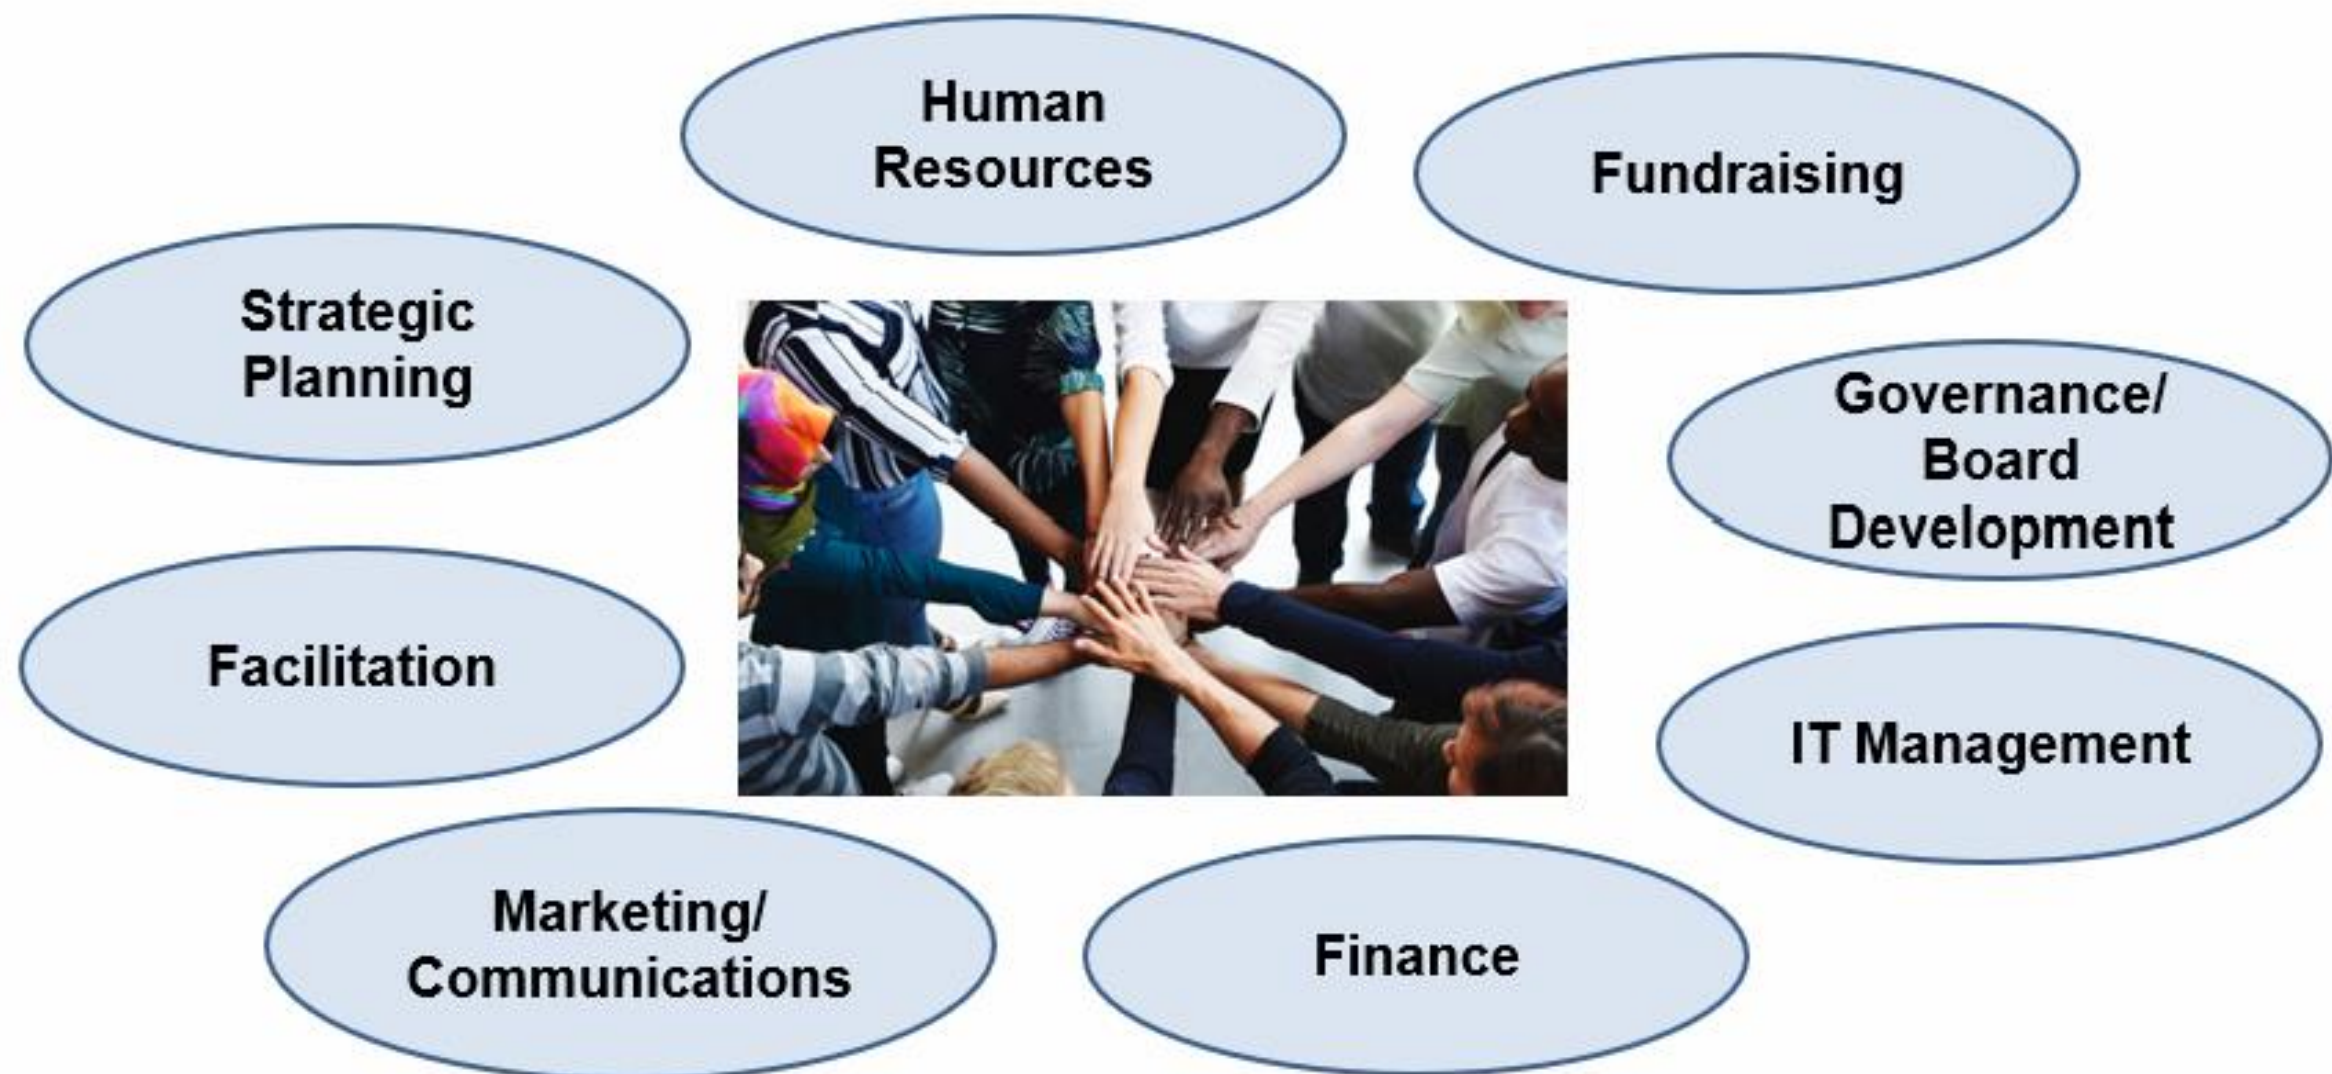 Human
Resources
Fundraising
Strategic
Planning
Governance/
Board
Development
Facilitation
IT Management
Marketing/
Communications
Finance